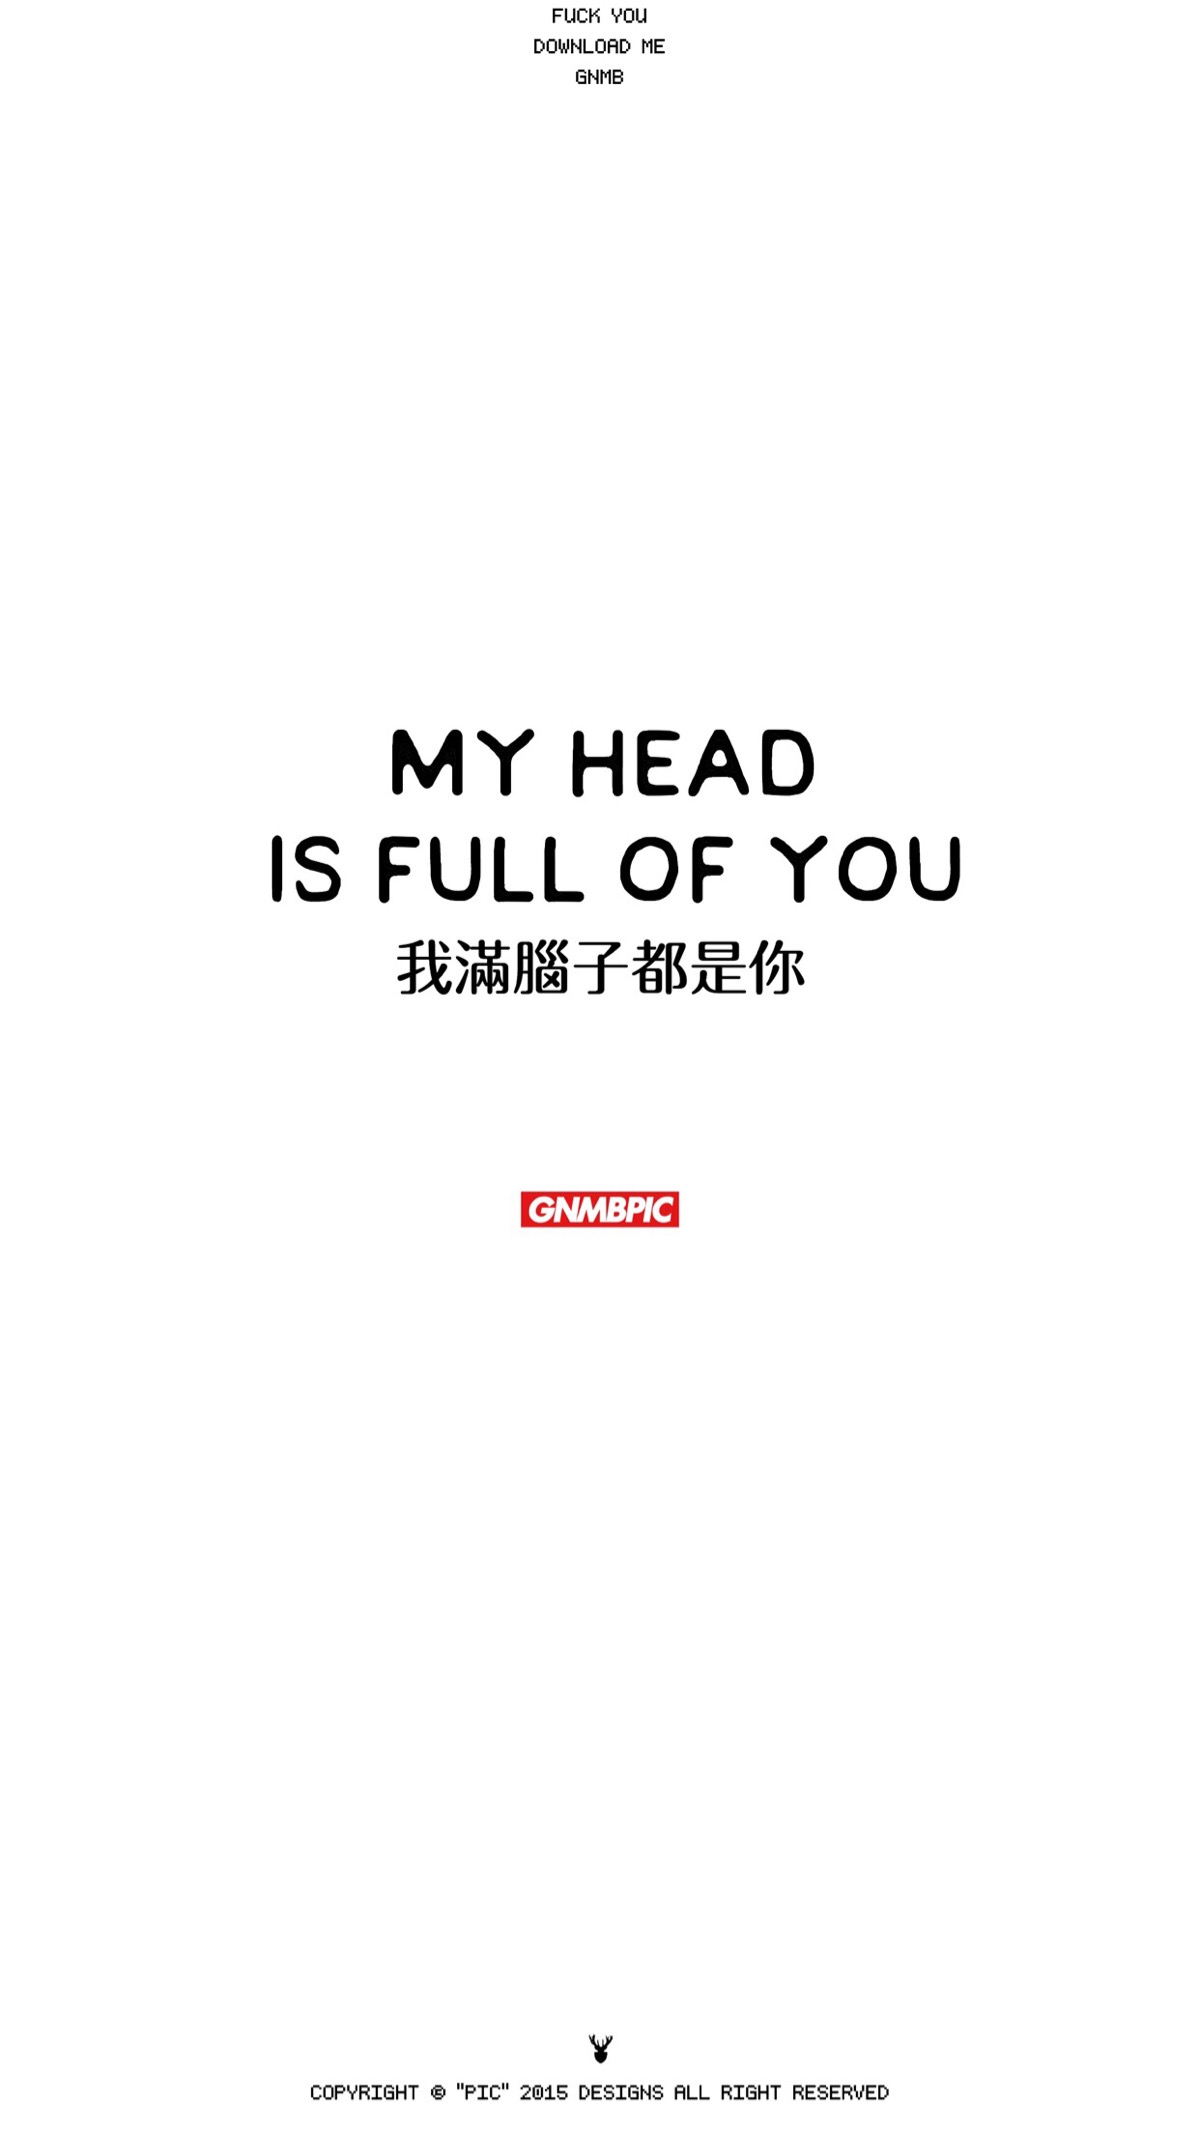 FUCK YOU
DOWNLOAD ME
GNMB
MY HEAD
IS FULL OF YOU
我滿腦子都是你
GNMBPIC
COPYRIGHT © "PIC" 2015 DESIGNS ALL RIGHT RESERVED